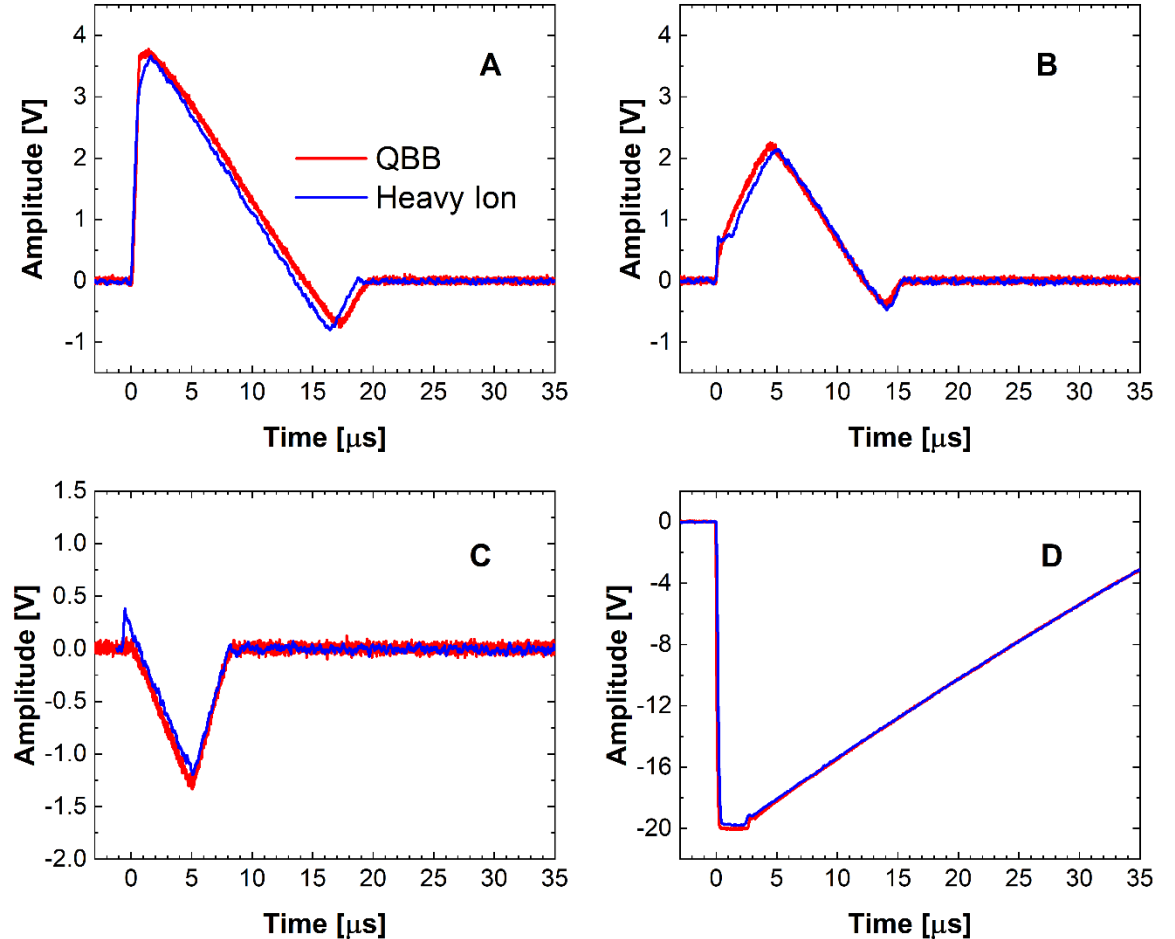 4
3
2
1
0
-1
Amplitude [V]
A
QBB
Heavy Ion
0 5 10 15 20 25 30 35
Time [μs]
4
3
2
1
0
-1
Amplitude [V]
B
0 5 10 15 20 25 30 35
Time [μs]
1.5
1.0
0.5
0.0
-0.5
-1.0
-1.5
-2.0
Amplitude [V]
C
0 5 10 15 20 25 30 35
Time [μs]
0
-4
-8
-12
-16
-20
Amplitude [V]
D
0 5 10 15 20 25 30 35
Time [μs]